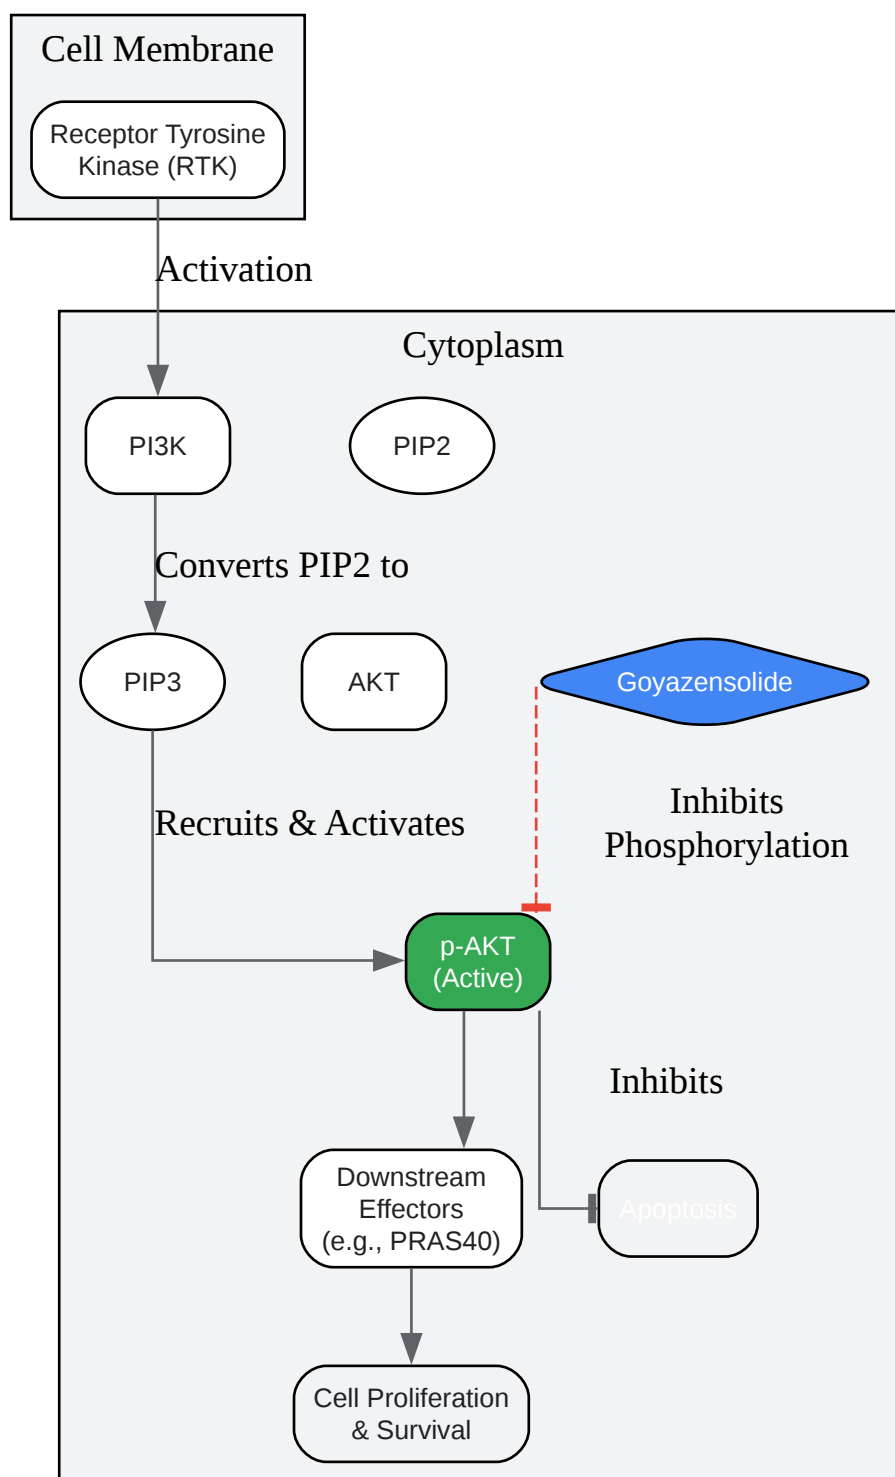 Cell Membrane
Receptor Tyrosine
Kinase (RTK)
Activation
Cytoplasm
PI3K
PIP2
Converts PIP2 to
PIP3
AKT
Goyazensolide
Recruits & Activates
Inhibits
Phosphorylation
p-AKT
(Active)
Inhibits
Downstream
Effectors
(e.g., PRAS40)
Apoptosis
Cell Proliferation
& Survival